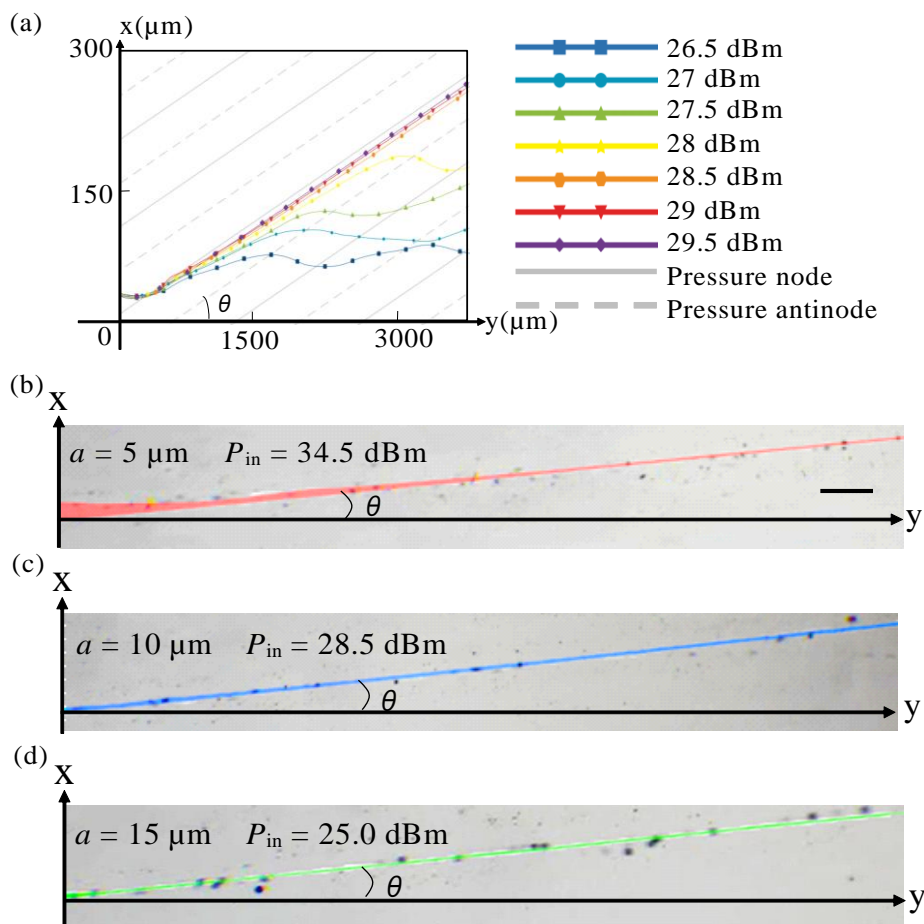 (a)
x(μm)
300
150
0
1500
3000
y(μm)
θ
26.5 dBm
27 dBm
27.5 dBm
28 dBm
28.5 dBm
29 dBm
29.5 dBm
Pressure node
Pressure antinode
(b)
x
a = 5 μm Pin = 34.5 dBm
θ
y
(c)
x
a = 10 μm Pin = 28.5 dBm
θ
y
(d)
x
a = 15 μm Pin = 25.0 dBm
θ
y